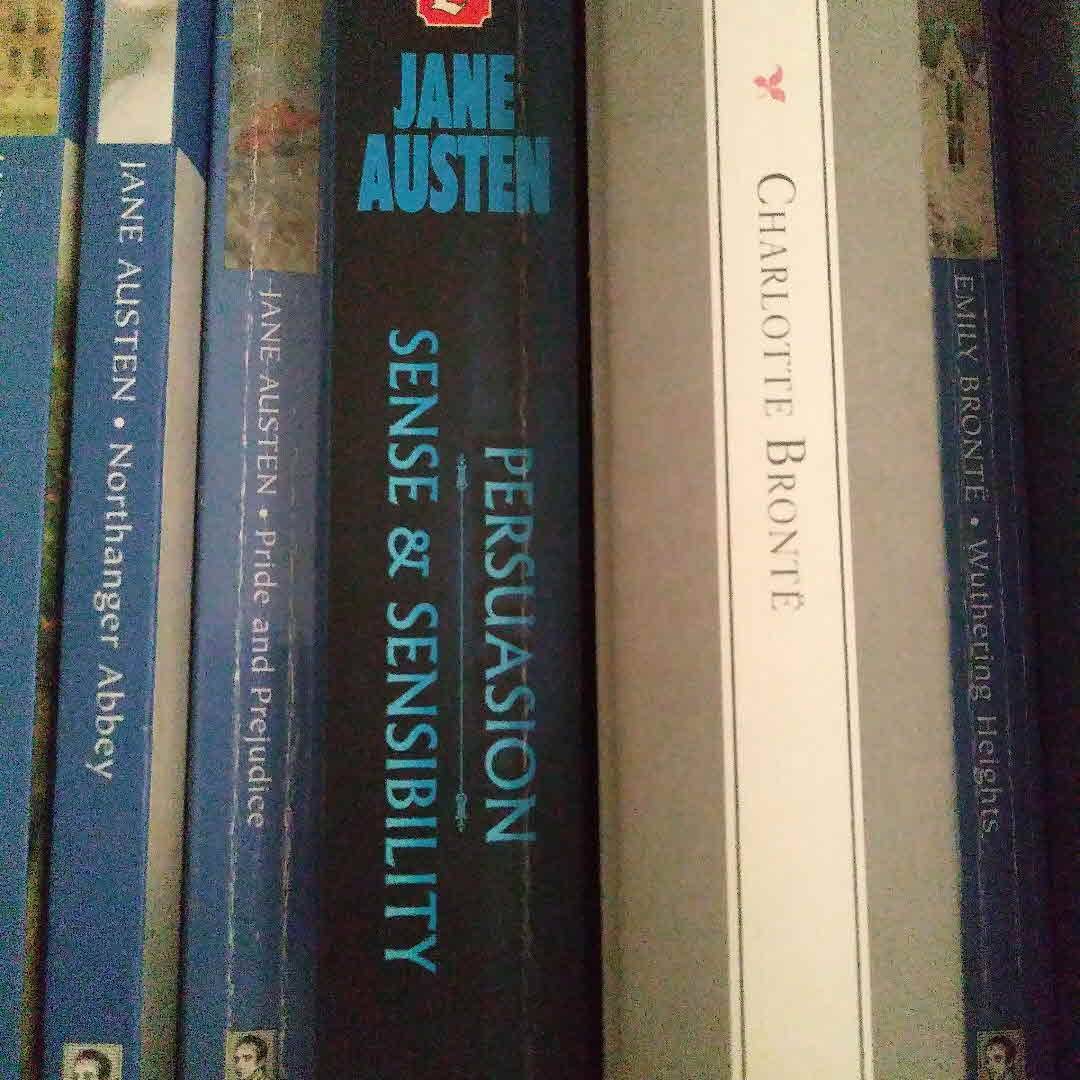 JANE AUSTEN • Northanger Abbey
JANE AUSTEN • Pride and Prejudice
JANE
AUSTEN
PERSUASION
SENSE & SENSIBILITY
CHARLOTTE BRONTË
EMILY BRONTË • Wuthering Heights